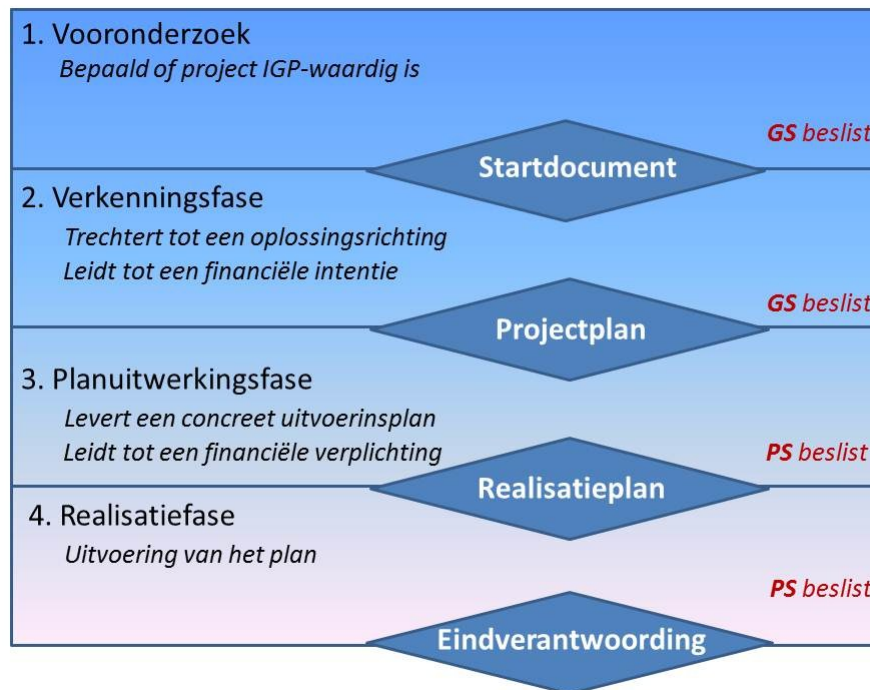 1. Vooronderzoek
Bepaald of project IGP-waardig is
GS beslist
Startdocument
2. Verkenningsfase
Trechtert tot een oplossingsrichting
Leidt tot een financiële intentie
GS beslist
Projectplan
3. Planuitwerkingsfase
Levert een concreet uitvoerinsplan
Leidt tot een financiële verplichting
PS beslist
Realisatieplan
4. Realisatiefase
Uitvoering van het plan
PS beslist
Eindverantwoording